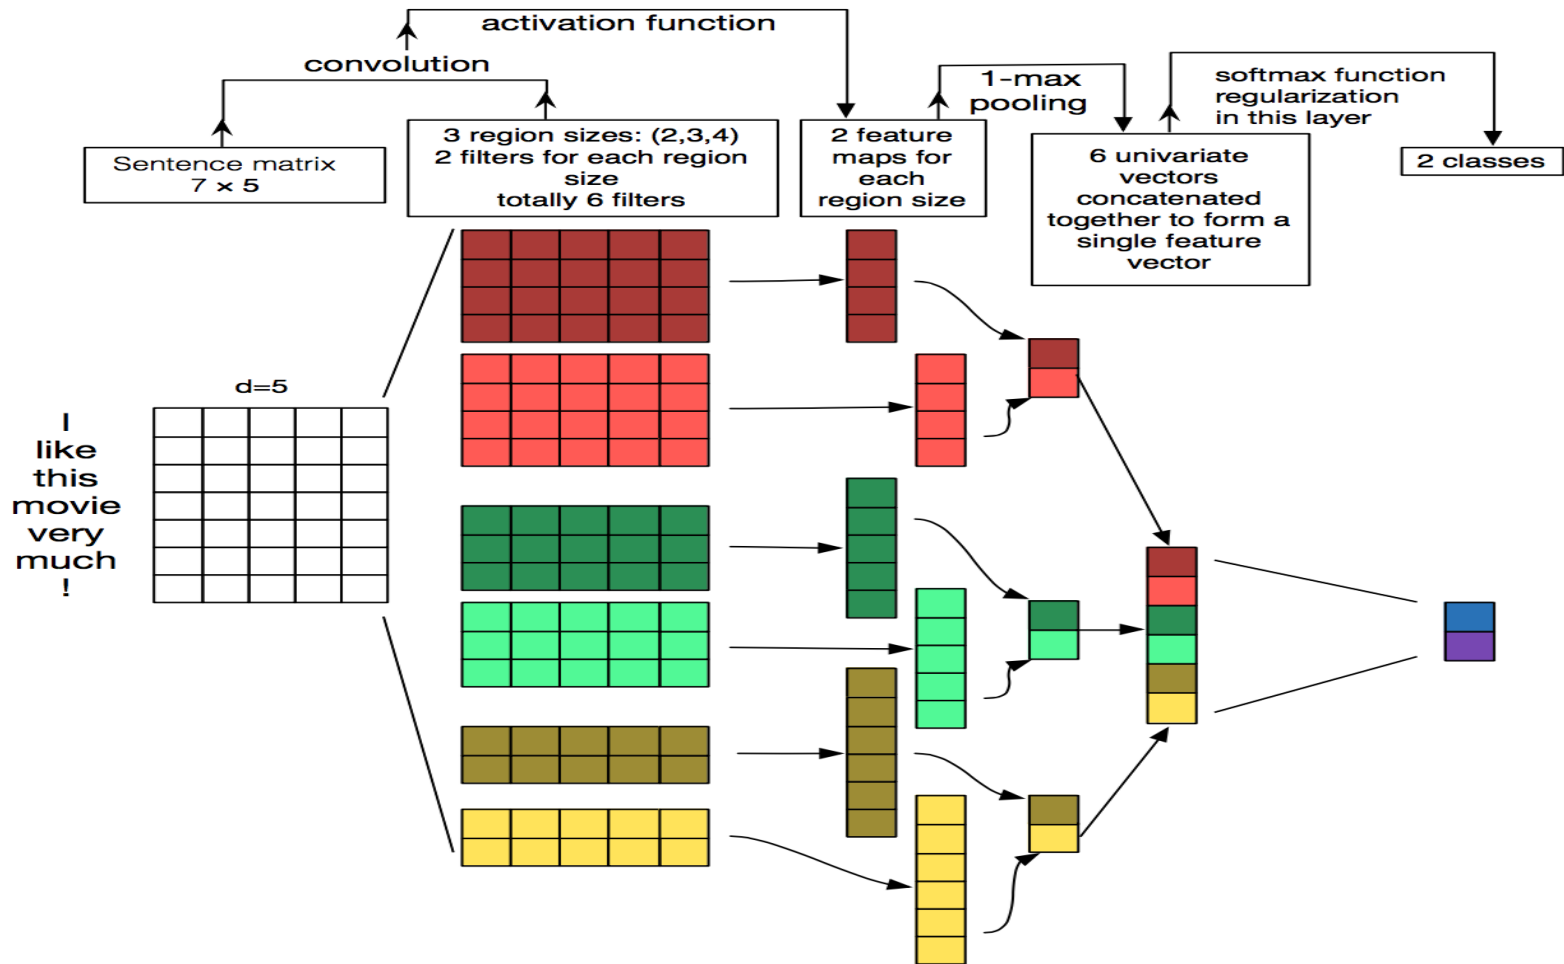 activation function
convolution
1-max
pooling
softmax function
regularization
in this layer
Sentence matrix
7 x 5
3 region sizes: (2,3,4)
2 filters for each region
size
totally 6 filters
2 feature
maps for
each
region size
6 univariate
vectors
concatenated
together to form a
single feature
vector
2 classes
d=5
I
like
this
movie
very
much
!